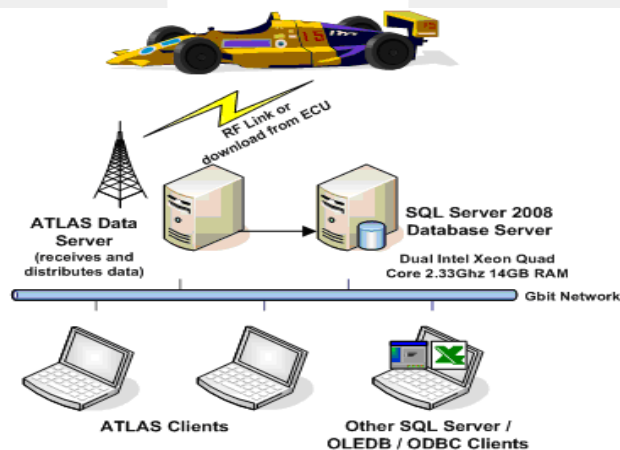 15
RF Link or
download from ECU
ATLAS Data
Server
(receives and
distributes data)
SQL Server 2008
Database Server
Dual Intel Xeon Quad
Core 2.33Ghz 14GB RAM
Gbit Network
ATLAS Clients
Other SQL Server /
OLEDB / ODBC Clients